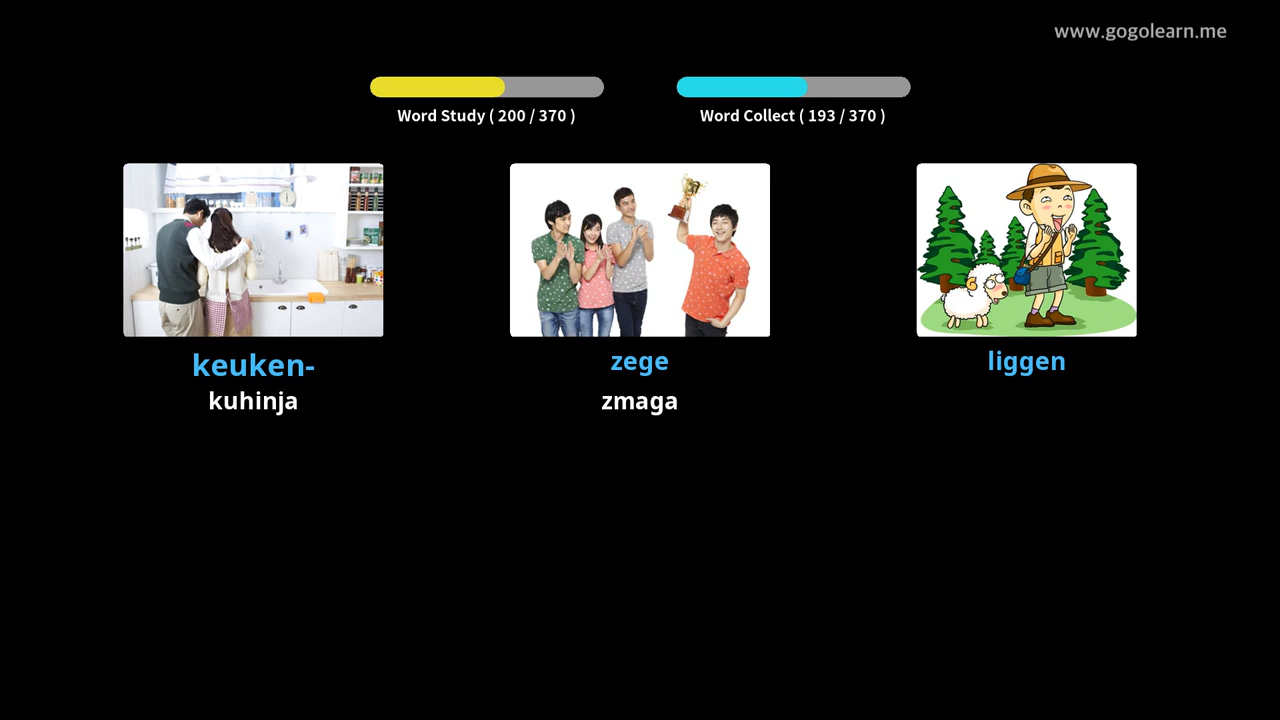 www.gogolearn.me
Word Study ( 200 / 370 )
Word Collect ( 193 / 370 )
keuken-
kuhinja
zege
zmaga
liggen